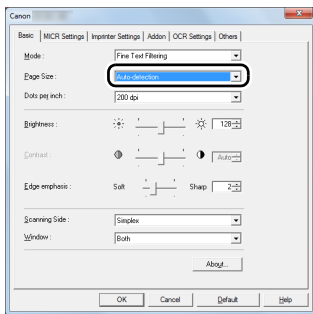 Canon
Basic MICR Settings Imprinter Settings Addon OCR Settings Others
Mode : Fine Text Filtering
Page Size : Auto-detection
Dots per inch : 200 dpi
Brightness : 128
Contrast : Auto
Edge emphasis : Soft Sharp 2
Scanning Side : Simplex
Window : Both
About...
OK Cancel Default Help